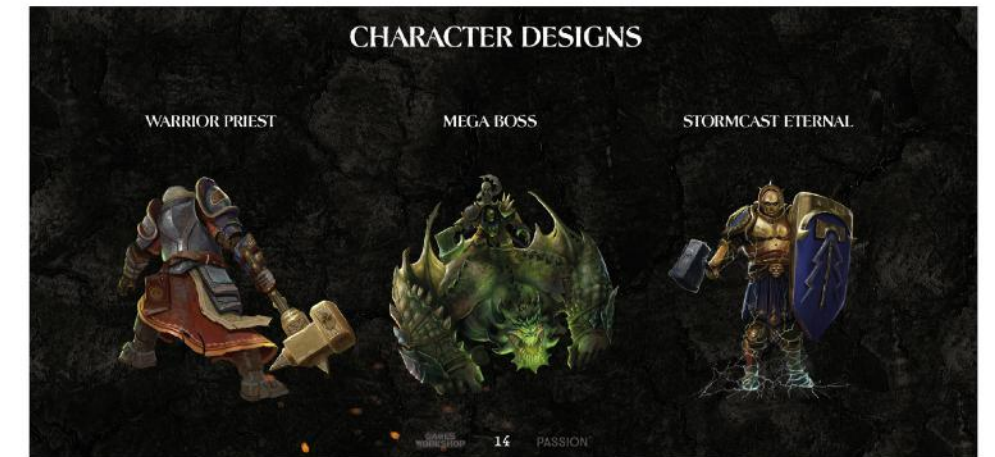 CHARACTER DESIGNS
WARRIOR PRIEST
MEGA BOSS
STORMCAST ETERNAL
GAMES
WORKSHOP
14
PASSION